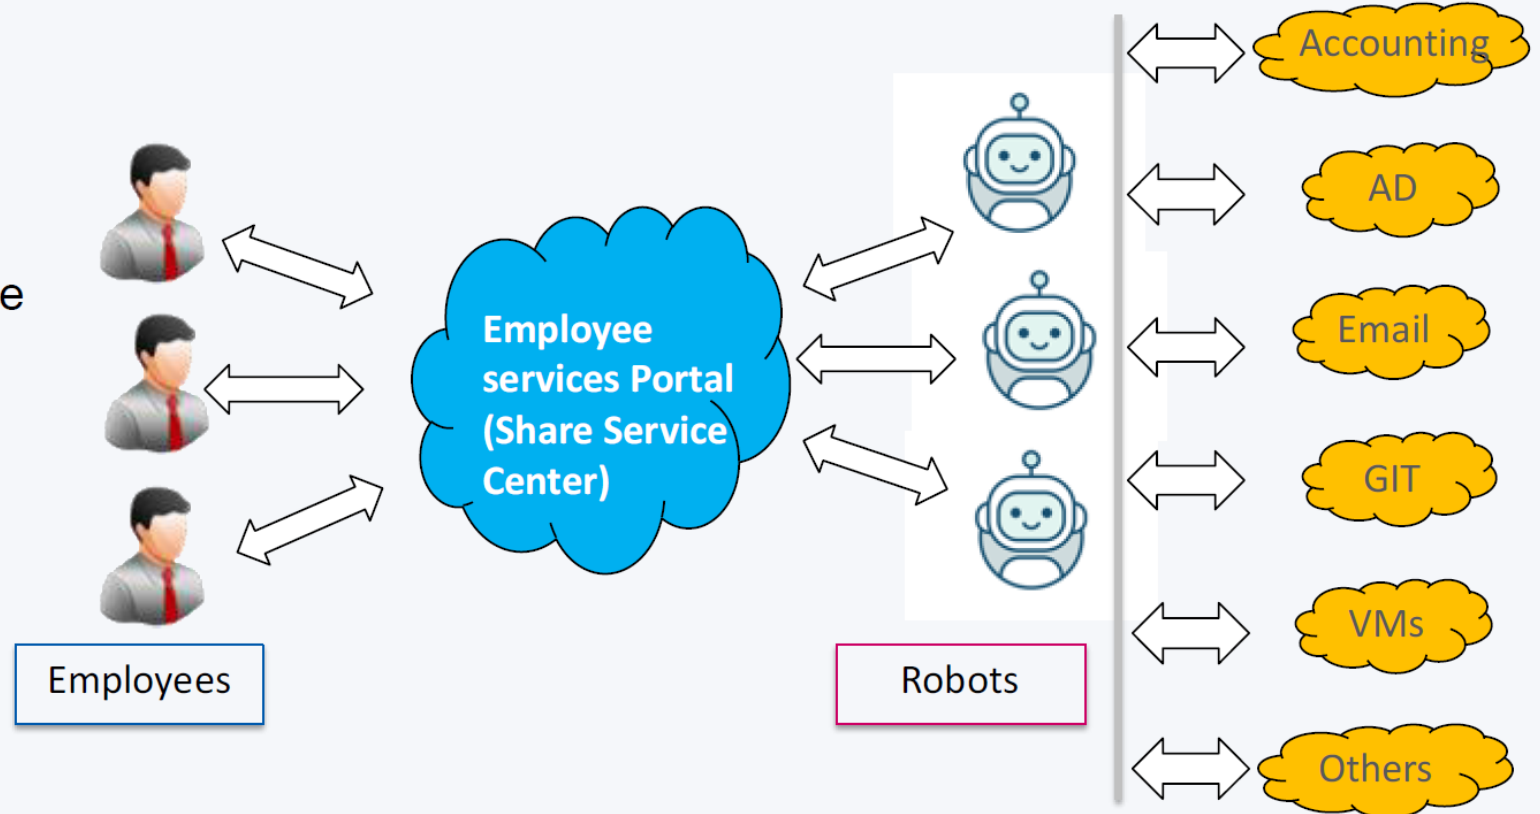 e
Employee
services Portal
(Share Service
Center)
Employees
Robots
Accounting
AD
Email
GIT
VMs
Others